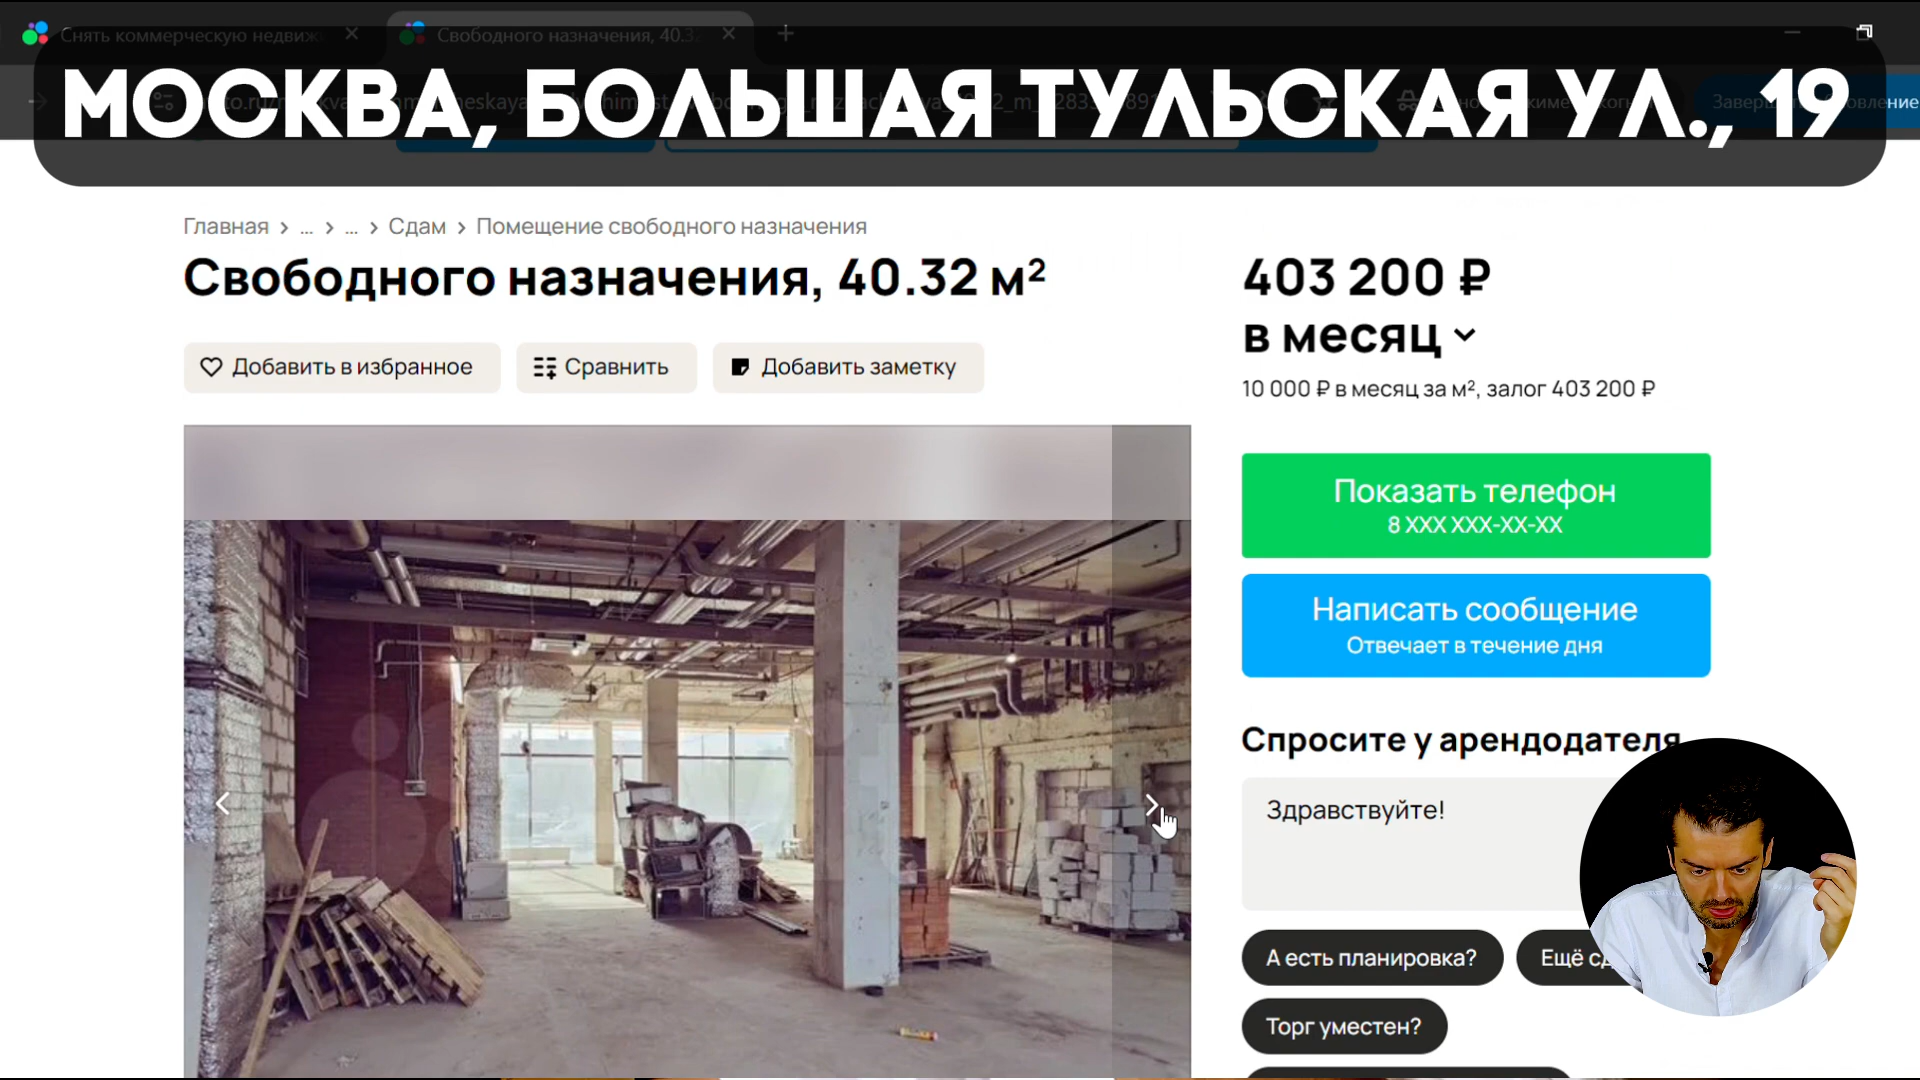 Снять коммерческую недвиж
Свободного назначения, 40.3
МОСКВА, БОЛЬШАЯ ТУЛЬСКАЯ УЛ., 19
Главная > ... > ... > Сдам > Помещение свободного назначения
Свободного назначения, 40.32 м²
Добавить в избранное
Сравнить
Добавить заметку
403 200 ₽
в месяц
10 000 ₽ в месяц за м², залог 403 200 ₽
Показать телефон
8 XXX XXX-XX-XX
Написать сообщение
Отвечает в течение дня
Спросите у арендодателя
Здравствуйте!
А есть планировка?
Ещё сд
Торг уместен?